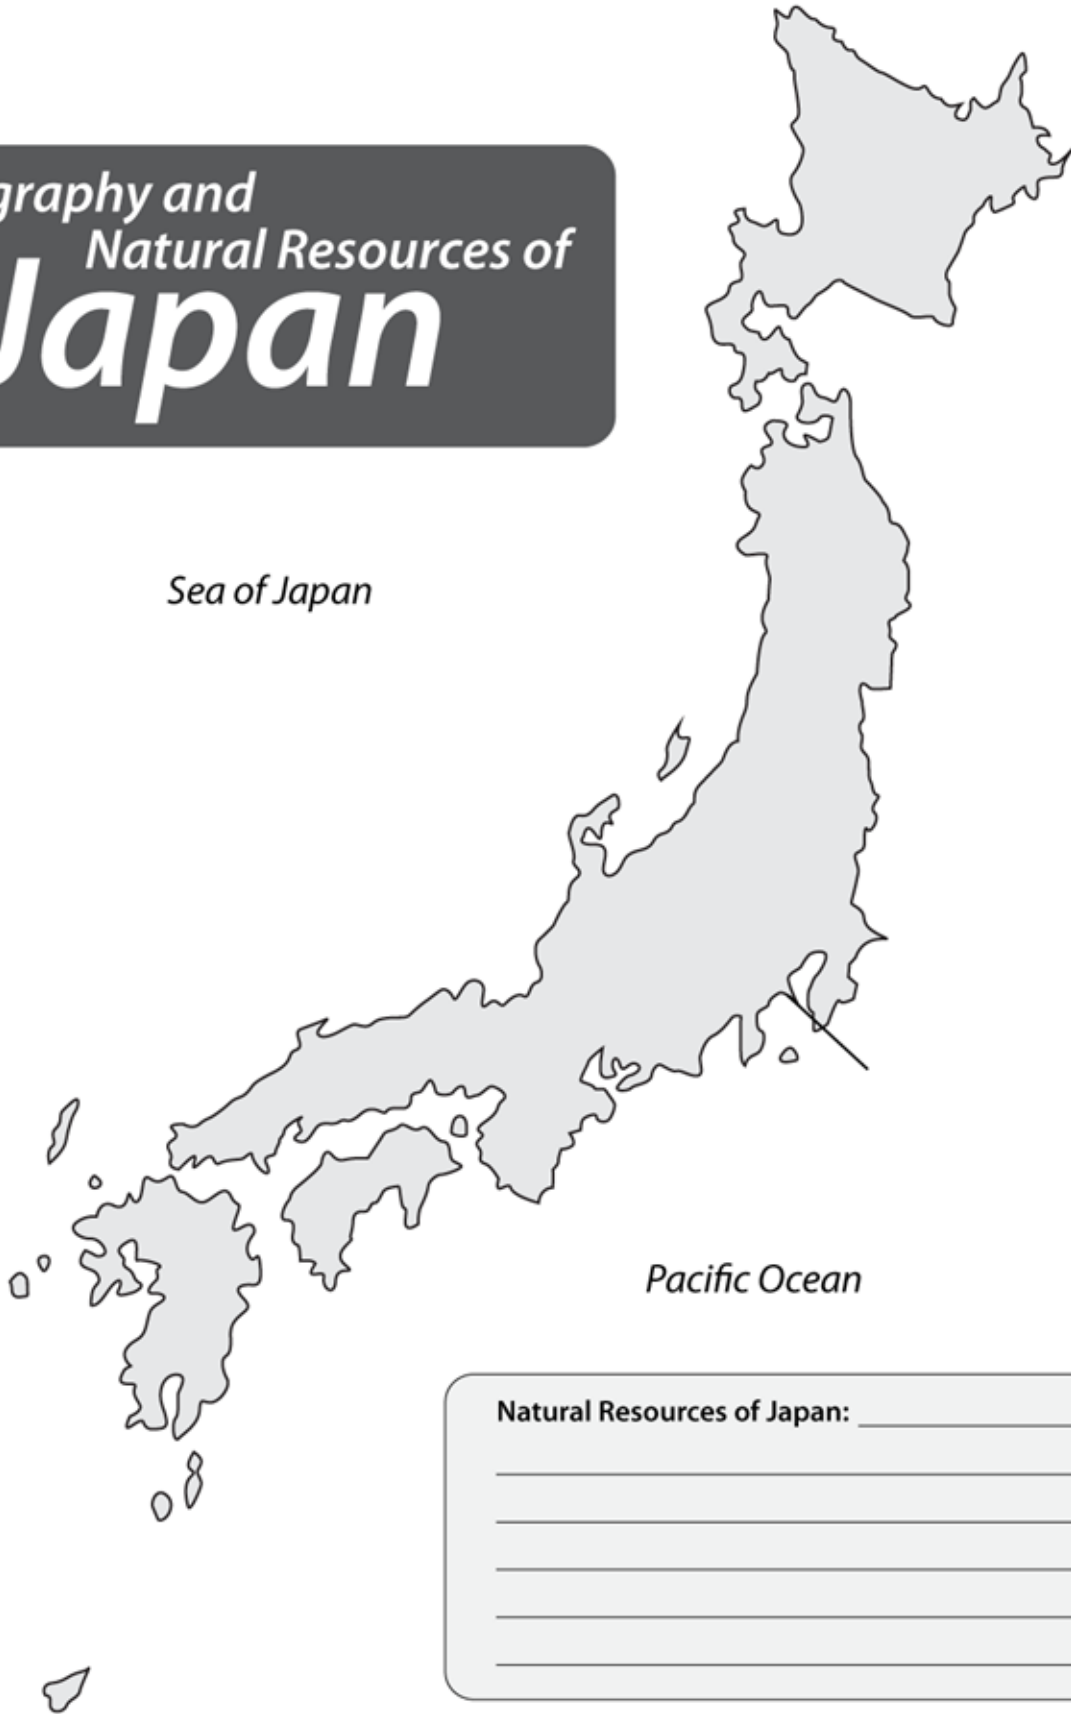 graphy and
Natural Resources of
Japan
Sea of Japan
Pacific Ocean
Natural Resources of Japan: